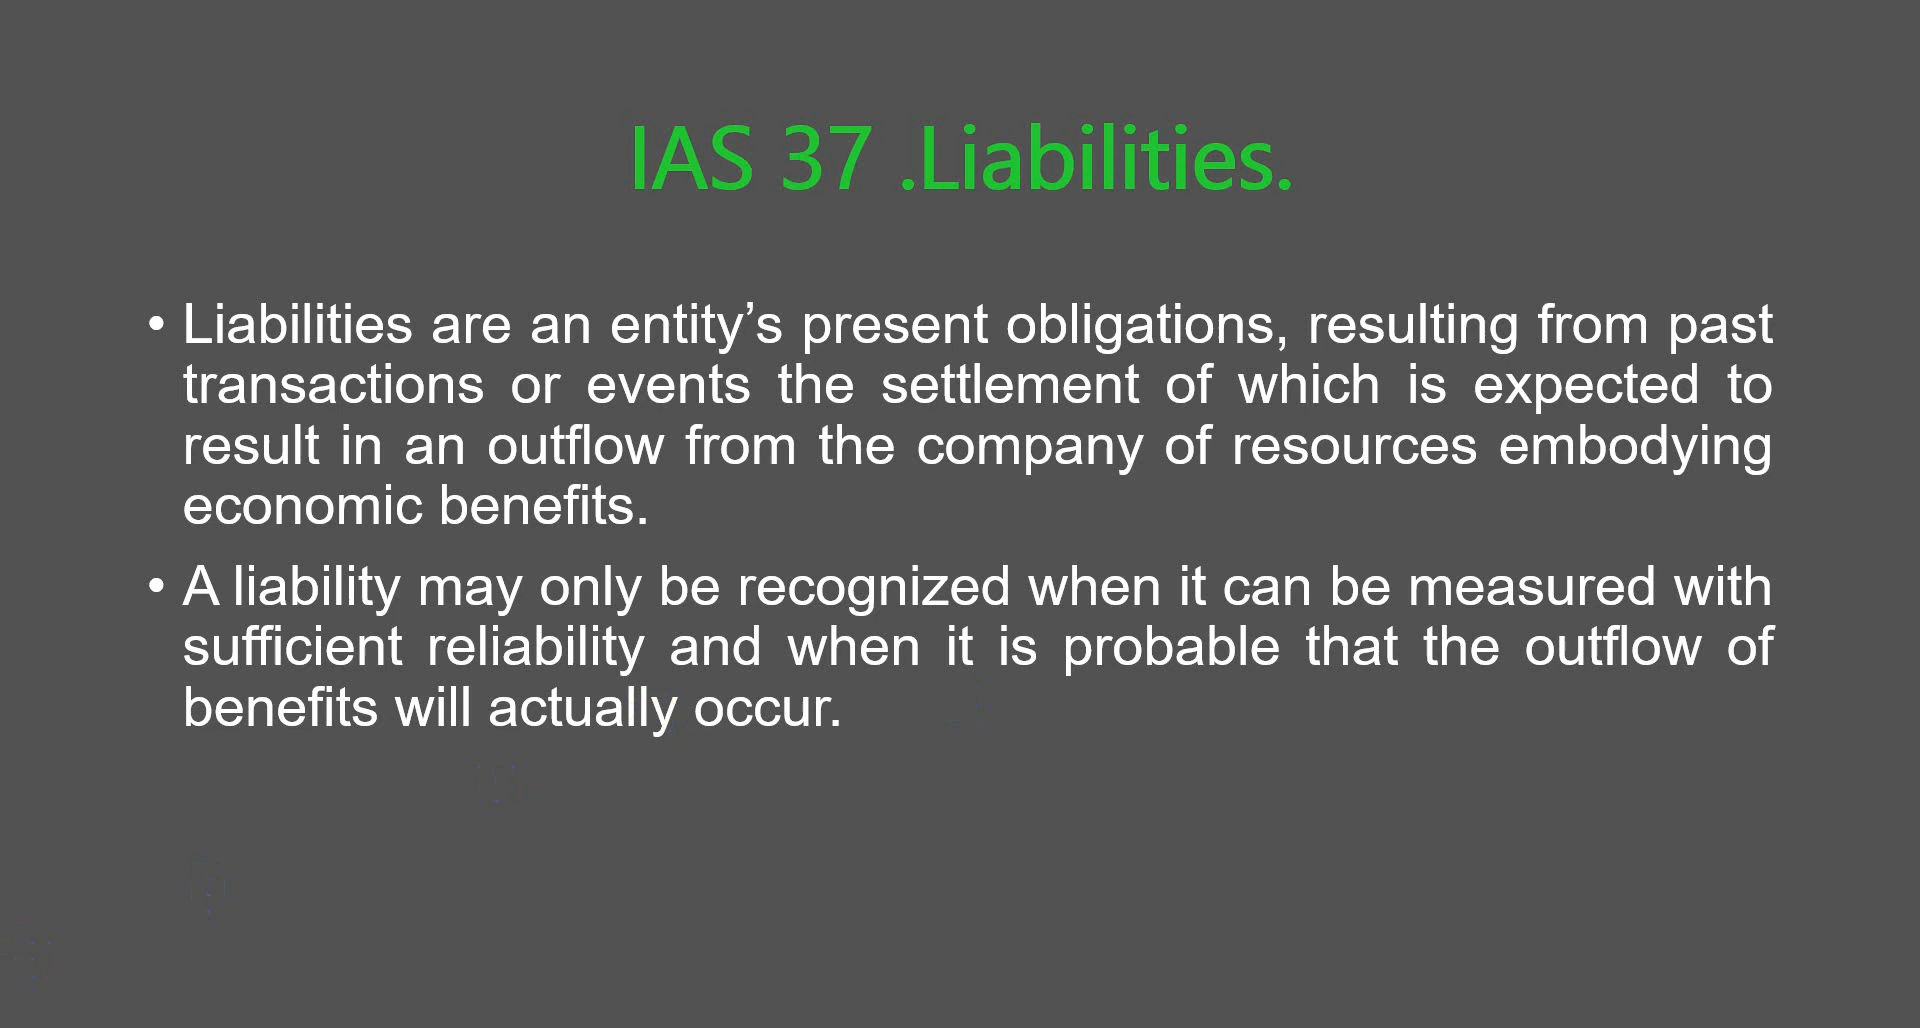 IAS 37 .Liabilities.
• Liabilities are an entity’s present obligations, resulting from past
transactions or events the settlement of which is expected to
result in an outflow from the company of resources embodying
economic benefits.
• A liability may only be recognized when it can be measured with
sufficient reliability and when it is probable that the outflow of
benefits will actually occur.